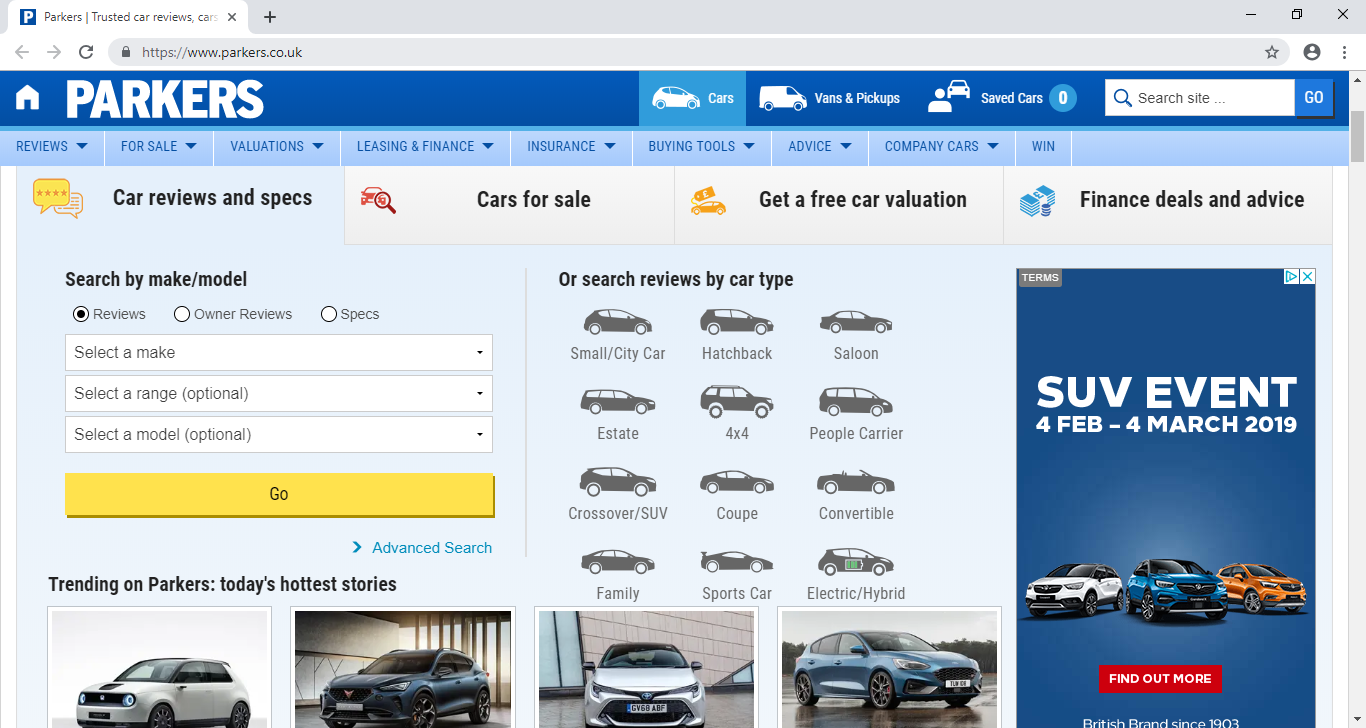 Parkers | Trusted car reviews, cars
https://www.parkers.co.uk
PARKERS
Cars
Vans & Pickups
Saved Cars 0
Search site ...
GO
REVIEWS
FOR SALE
VALUATIONS
LEASING & FINANCE
INSURANCE
BUYING TOOLS
ADVICE
COMPANY CARS
WIN
Car reviews and specs
Cars for sale
Get a free car valuation
Finance deals and advice
Search by make/model
Reviews
Owner Reviews
Specs
Select a make
Select a range (optional)
Select a model (optional)
Go
Advanced Search
Or search reviews by car type
Small/City Car
Hatchback
Saloon
Estate
4x4
People Carrier
Crossover/SUV
Coupe
Convertible
Family
Sports Car
Electric/Hybrid
TERMS
SUV EVENT
4 FEB – 4 MARCH 2019
FIND OUT MORE
British Brand since 1903
Trending on Parkers: today's hottest stories
GV68 ABF